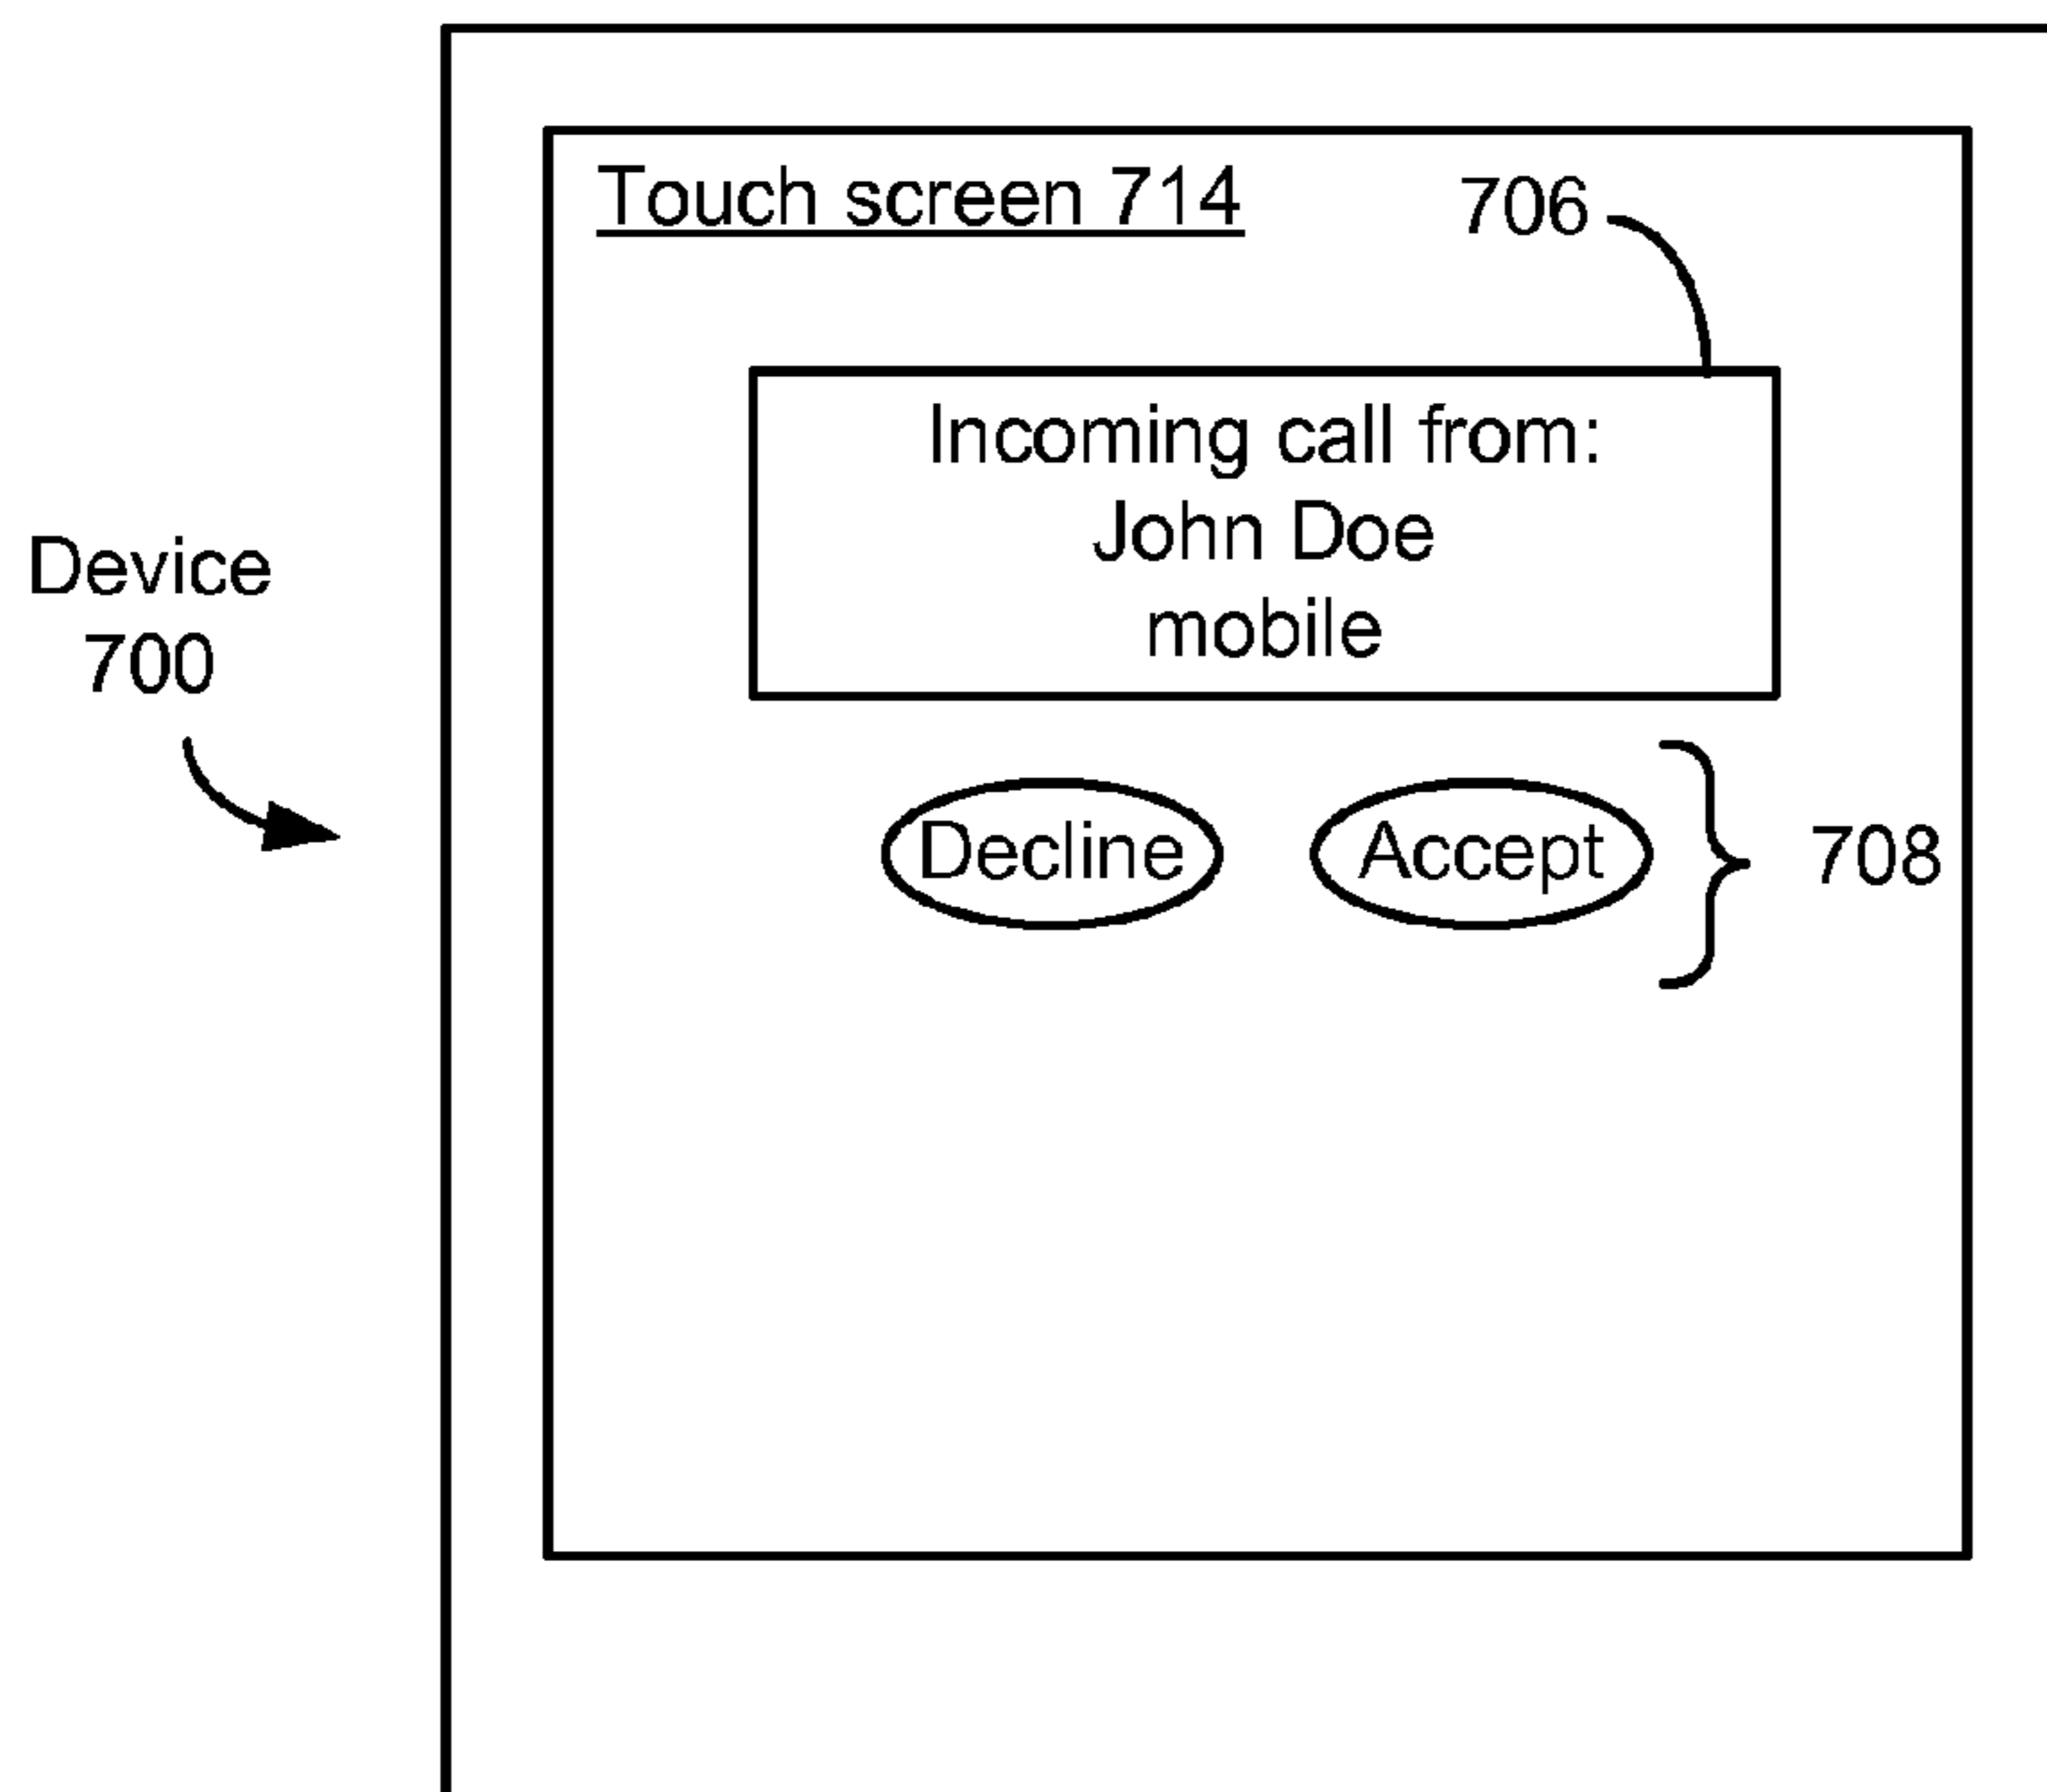 Touch screen 714
706
Incoming call from:
John Doe
mobile
Device
700
Decline
Accept
708